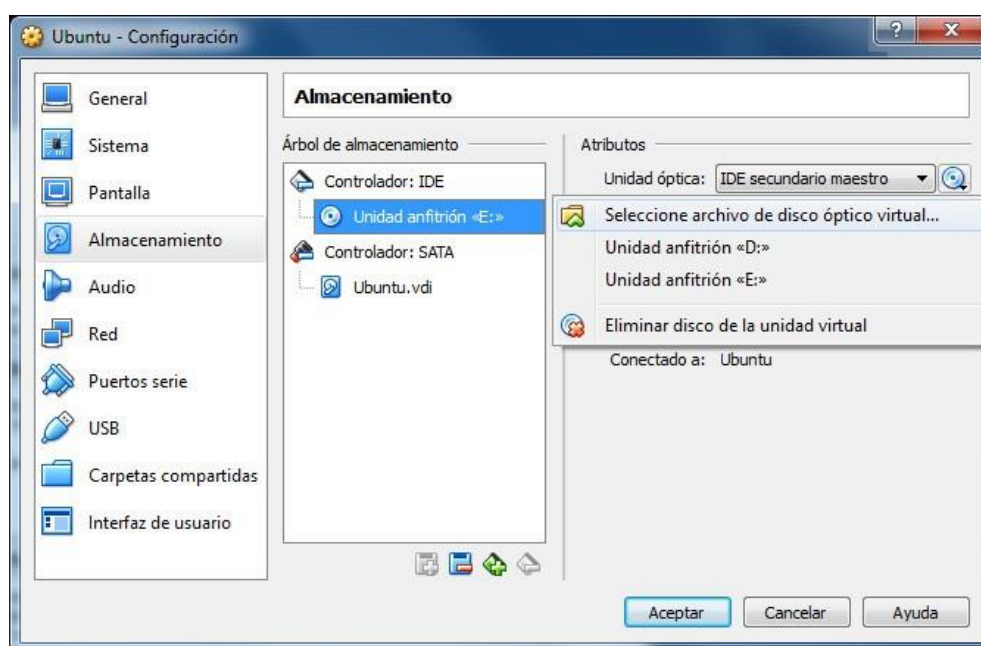 Ubuntu - Configuración
General
Sistema
Pantalla
Almacenamiento
Audio
Red
Puertos serie
USB
Carpetas compartidas
Interfaz de usuario
Almacenamiento
Árbol de almacenamiento
Controlador: IDE
Unidad anfitrión «E:»
Controlador: SATA
Ubuntu.vdi
Atributos
Unidad óptica: IDE secundario maestro
Seleccione archivo de disco óptico virtual...
Unidad anfitrión «D:»
Unidad anfitrión «E:»
Eliminar disco de la unidad virtual
Conectado a: Ubuntu
Aceptar Cancelar Ayuda